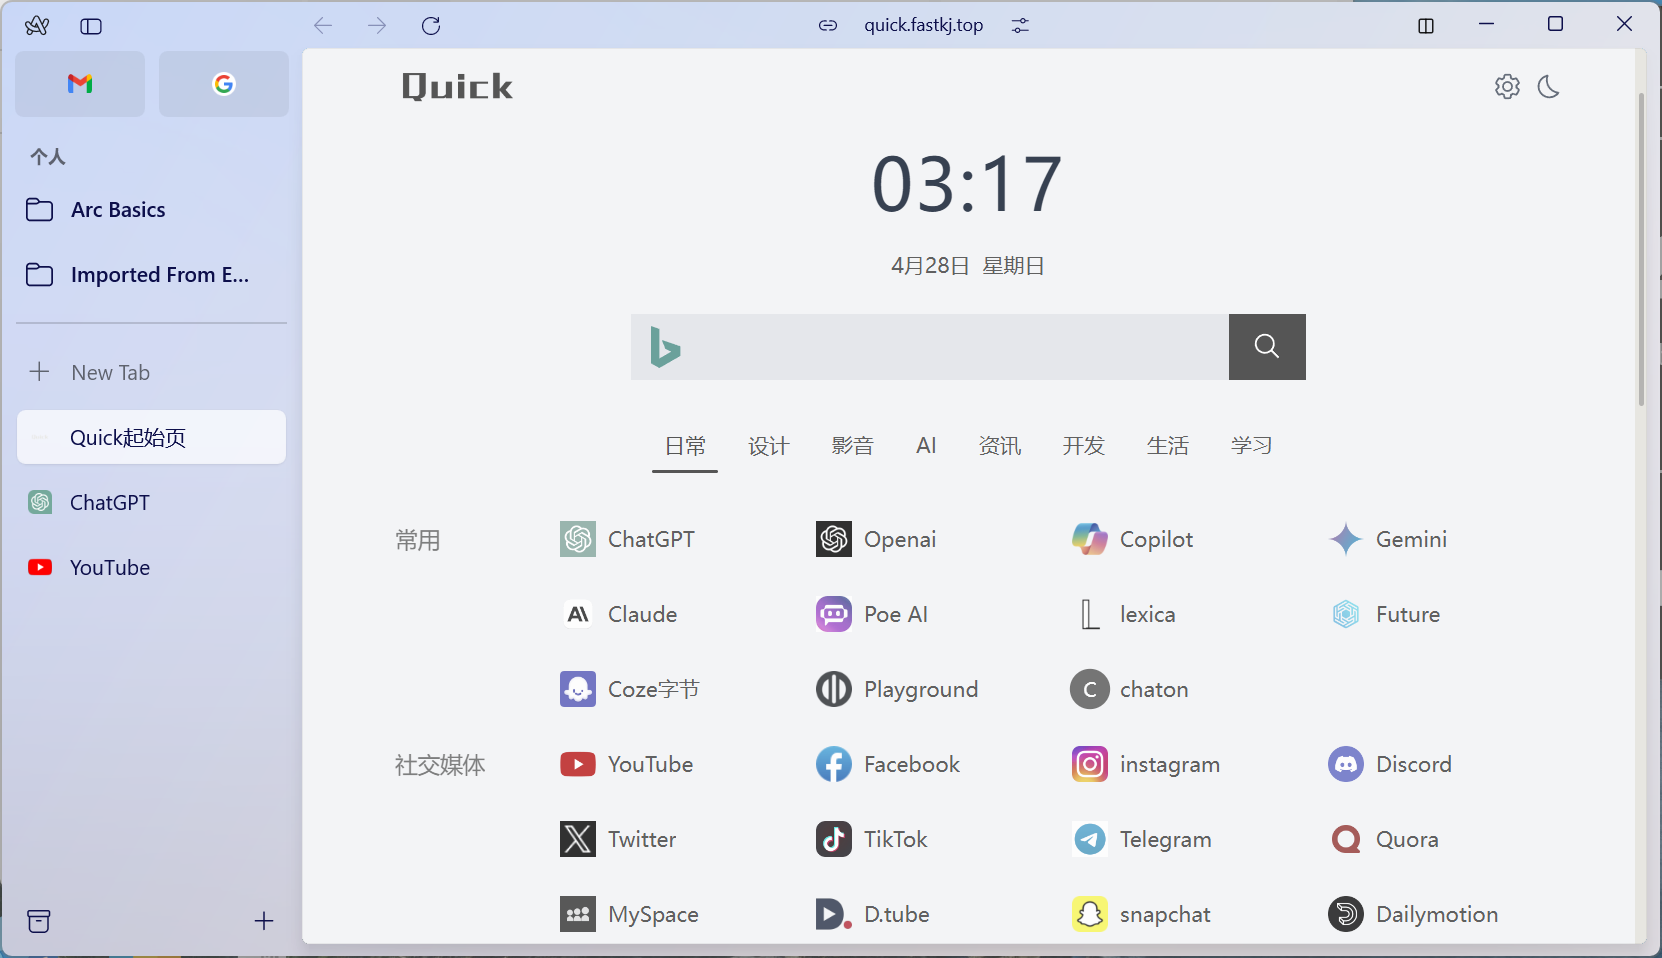 quick.fastkj.top
个人
Arc Basics
Imported From E...
New Tab
Quick起始页
ChatGPT
YouTube
Quick
03:17
4月28日 星期日
日常 设计 影音 AI 资讯 开发 生活 学习
常用 ChatGPT Openai Copilot Gemini
Claude Poe AI lexica Future
Coze字节 Playground C chaton
社交媒体 YouTube Facebook instagram Discord
Twitter TikTok Telegram Quora
MySpace D.tube snapchat Dailymotion